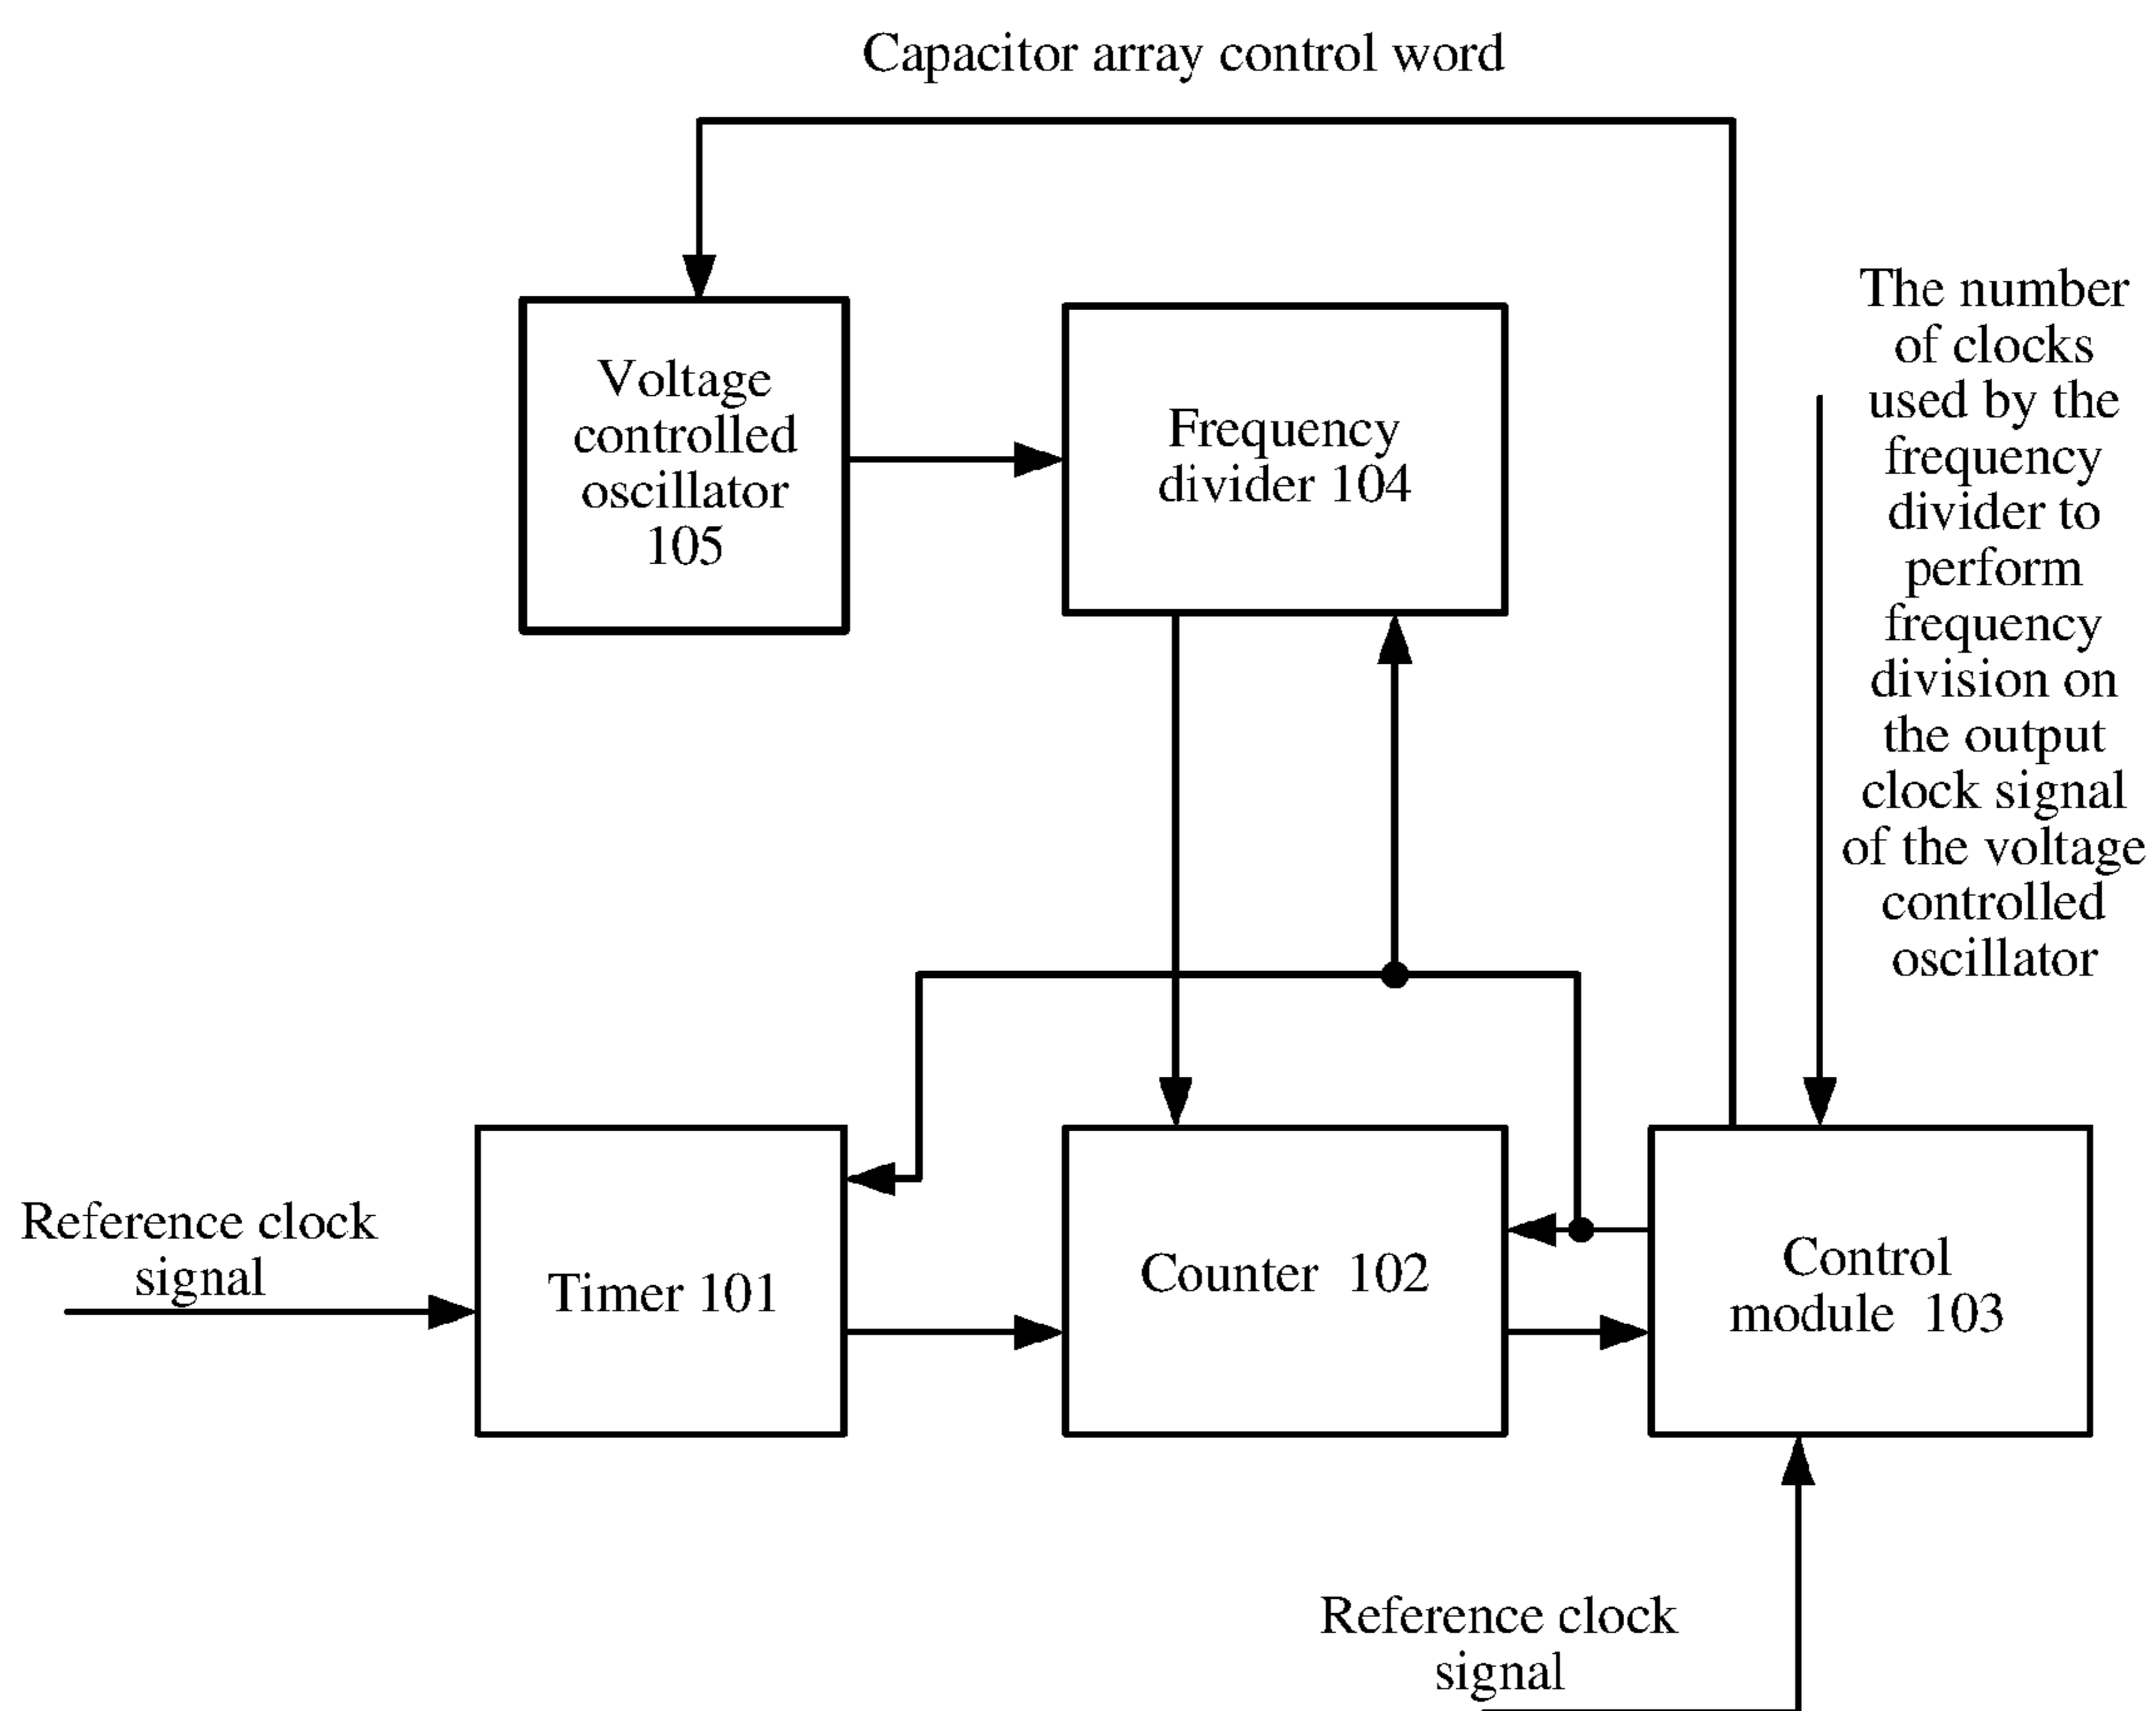 Capacitor array control word
Voltage
controlled
oscillator
105
Frequency
divider 104
The number
of clocks
used by the
frequency
divider to
perform
frequency
division on
the output
clock signal
of the voltage
controlled
oscillator
Reference clock
signal
Timer 101
Counter 102
Control
module 103
Reference clock
signal